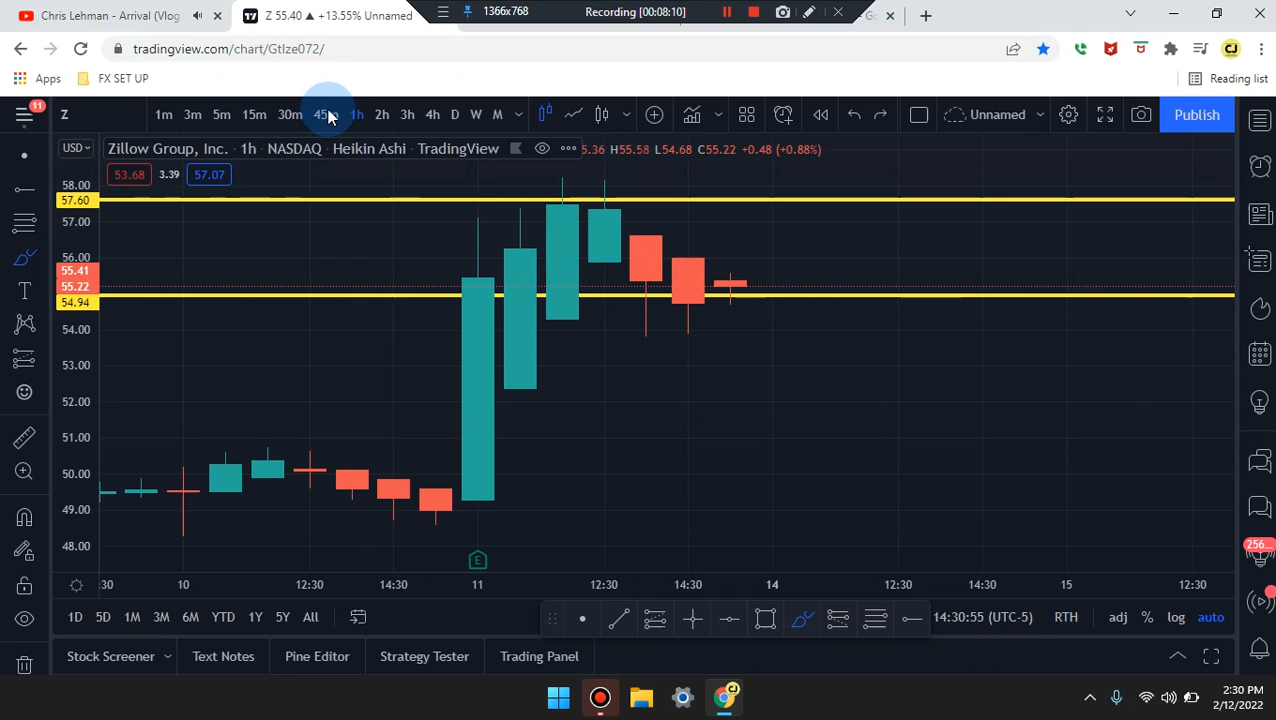 Chris Lehman - Arrival (Vlog
Z 55.40 ▲ +13.55% Unnamed
1366x768
Recording [00:08:10]
tradingview.com/chart/GtIze072/
CJ
Apps
FX SET UP
Reading list
11
Z
1m 3m 5m 15m 30m 45m 1h 2h 3h 4h D W M
Unnamed
Publish
USD
Zillow Group, Inc. 1h NASDAQ Heikin Ashi TradingView
5.36 H55.58 L54.68 C55.22 +0.48 (+0.88%)
53.68 3.39 57.07
58.00
57.60
57.00
56.00
55.41
55.22
54.94
54.00
53.00
52.00
51.00
50.00
49.00
48.00
E
256...
:30 10 12:30 14:30 11 12:30 14:30 14 12:30 14:30 15 12:30
1D 5D 1M 3M 6M YTD 1Y 5Y All
14:30:55 (UTC-5) RTH adj % log auto
Stock Screener Text Notes Pine Editor Strategy Tester Trading Panel
CJ
2:30 PM
2/12/2022